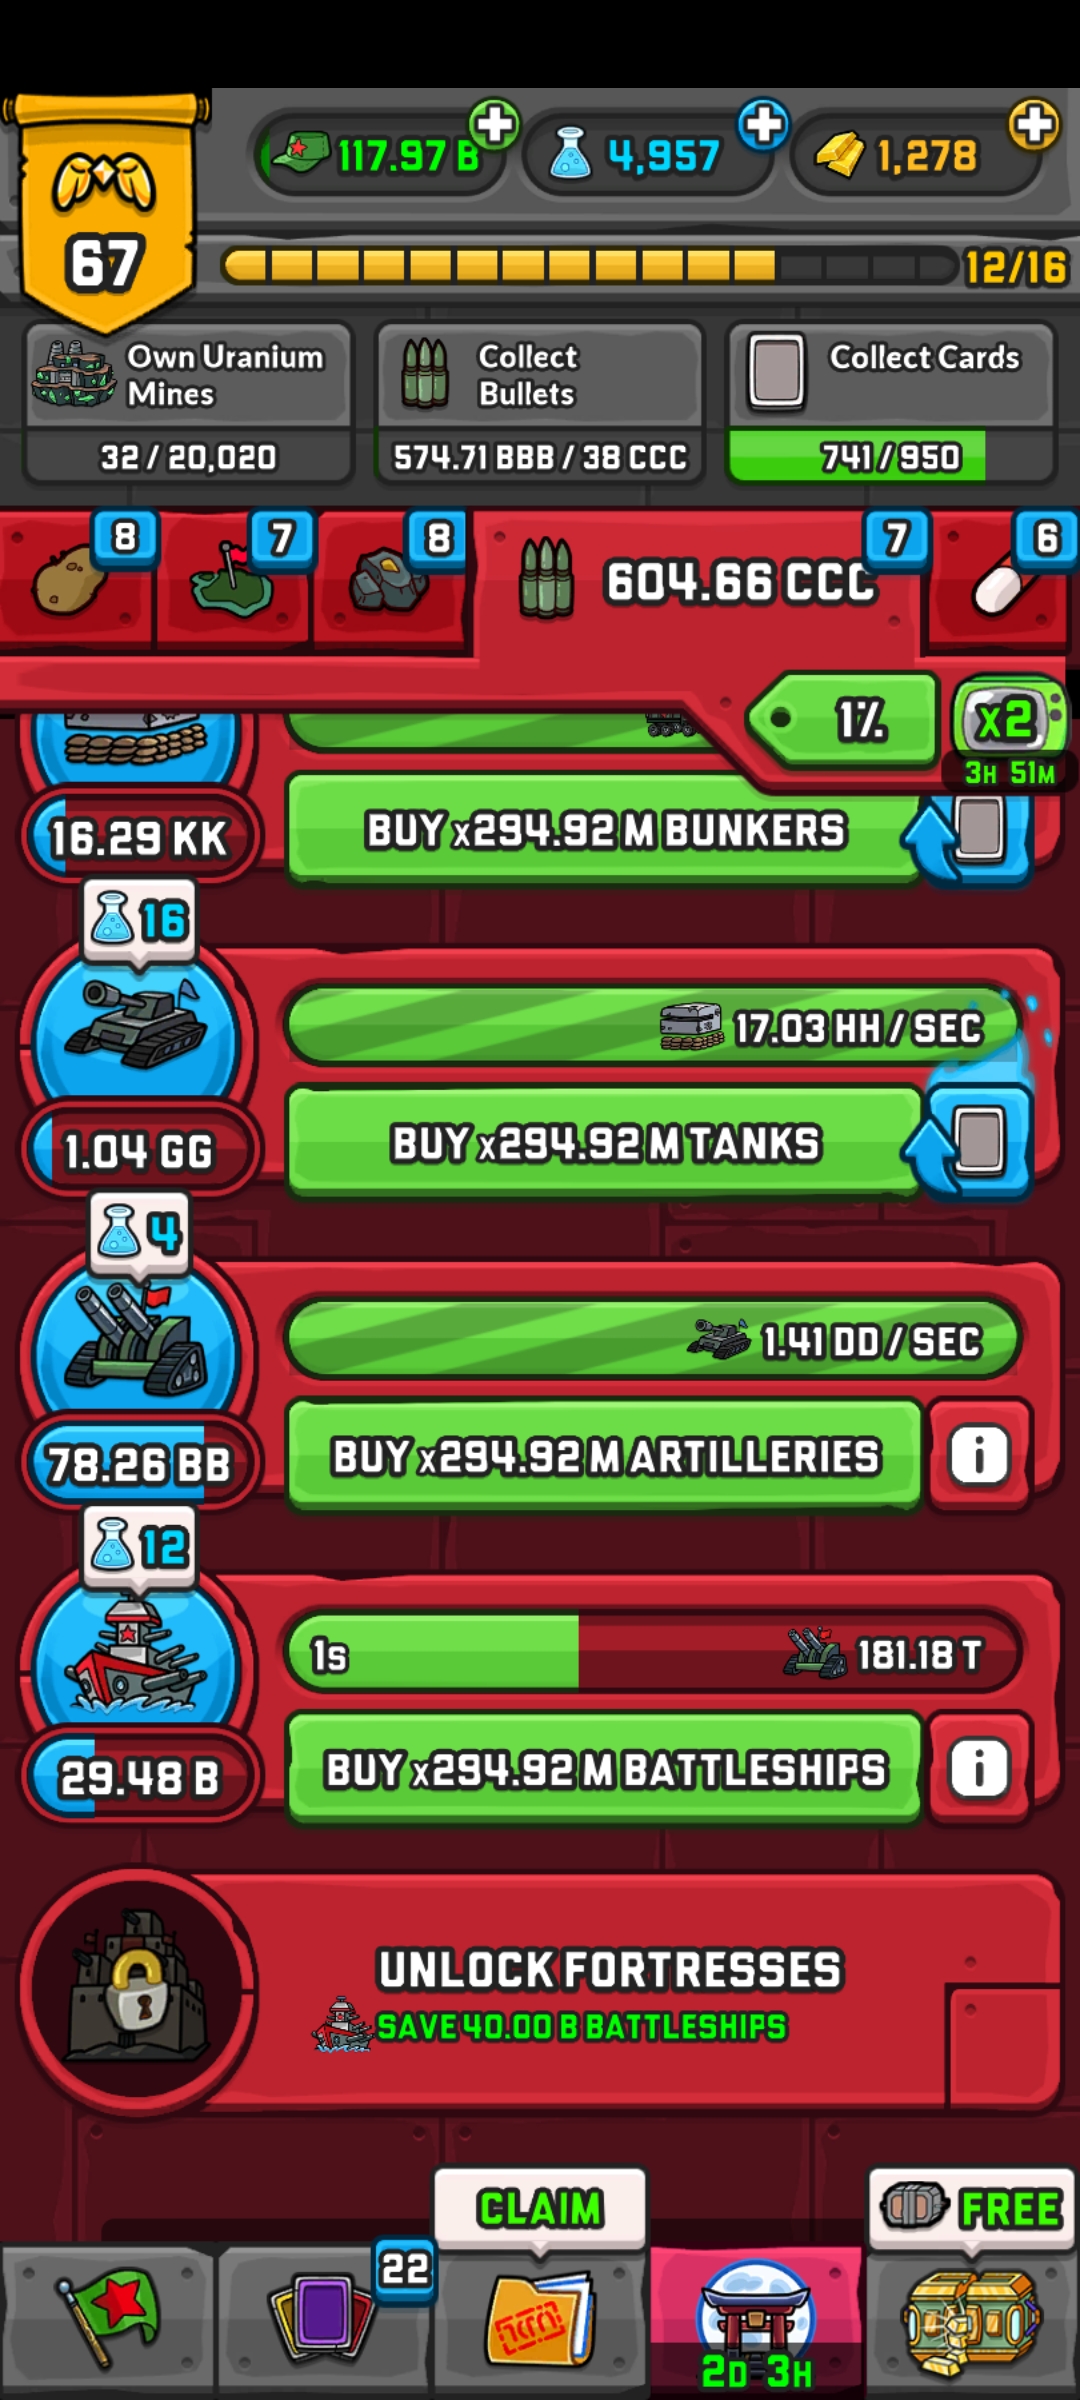 117.97 B
4,957
1,278
67
12/16
Own Uranium
Mines
32 / 20,020
Collect
Bullets
574.71 BBB / 38 CCC
Collect Cards
741 / 950
8
7
8
604.66 CCC
7
6
1%
x2
3H 51M
16.29 KK
BUY x294.92 M BUNKERS
16
17.03 HH / SEC
1.04 GG
BUY x294.92 M TANKS
4
1.41 DD / SEC
78.26 BB
BUY x294.92 M ARTILLERIES
12
1s
181.18 T
29.48 B
BUY x294.92 M BATTLESHIPS
UNLOCK FORTRESSES
SAVE 40.00 B BATTLESHIPS
CLAIM
FREE
22
2D 3H